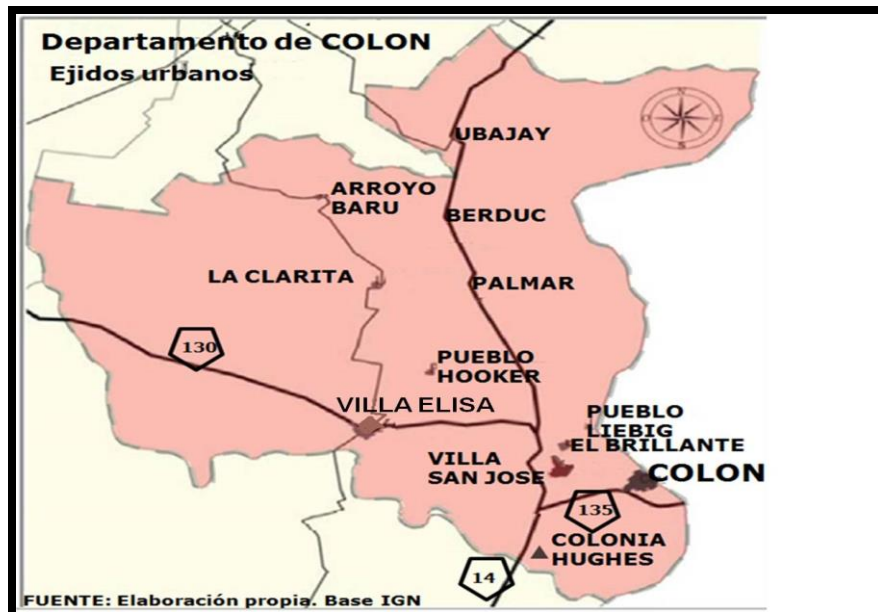 Departamento de COLON
Ejidos urbanos
N
O
E
S
UBAJAY
ARROYO
BARU
BERDUC
LA CLARITA
PALMAR
130
PUEBLO
HOOKER
VILLA ELISA
PUEBLO
LIEBIG
EL BRILLANTE
VILLA
SAN JOSE
COLON
135
COLONIA
HUGHES
14
FUENTE: Elaboración propia. Base IGN